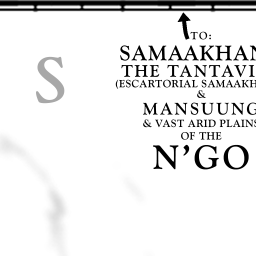 TO:
SAMAAKHAN
THE TANTAVI
(ESCARTORIAL SAMAAKH
&
MANSUUNG
& VAST ARID PLAINS
OF THE
N'GO
S